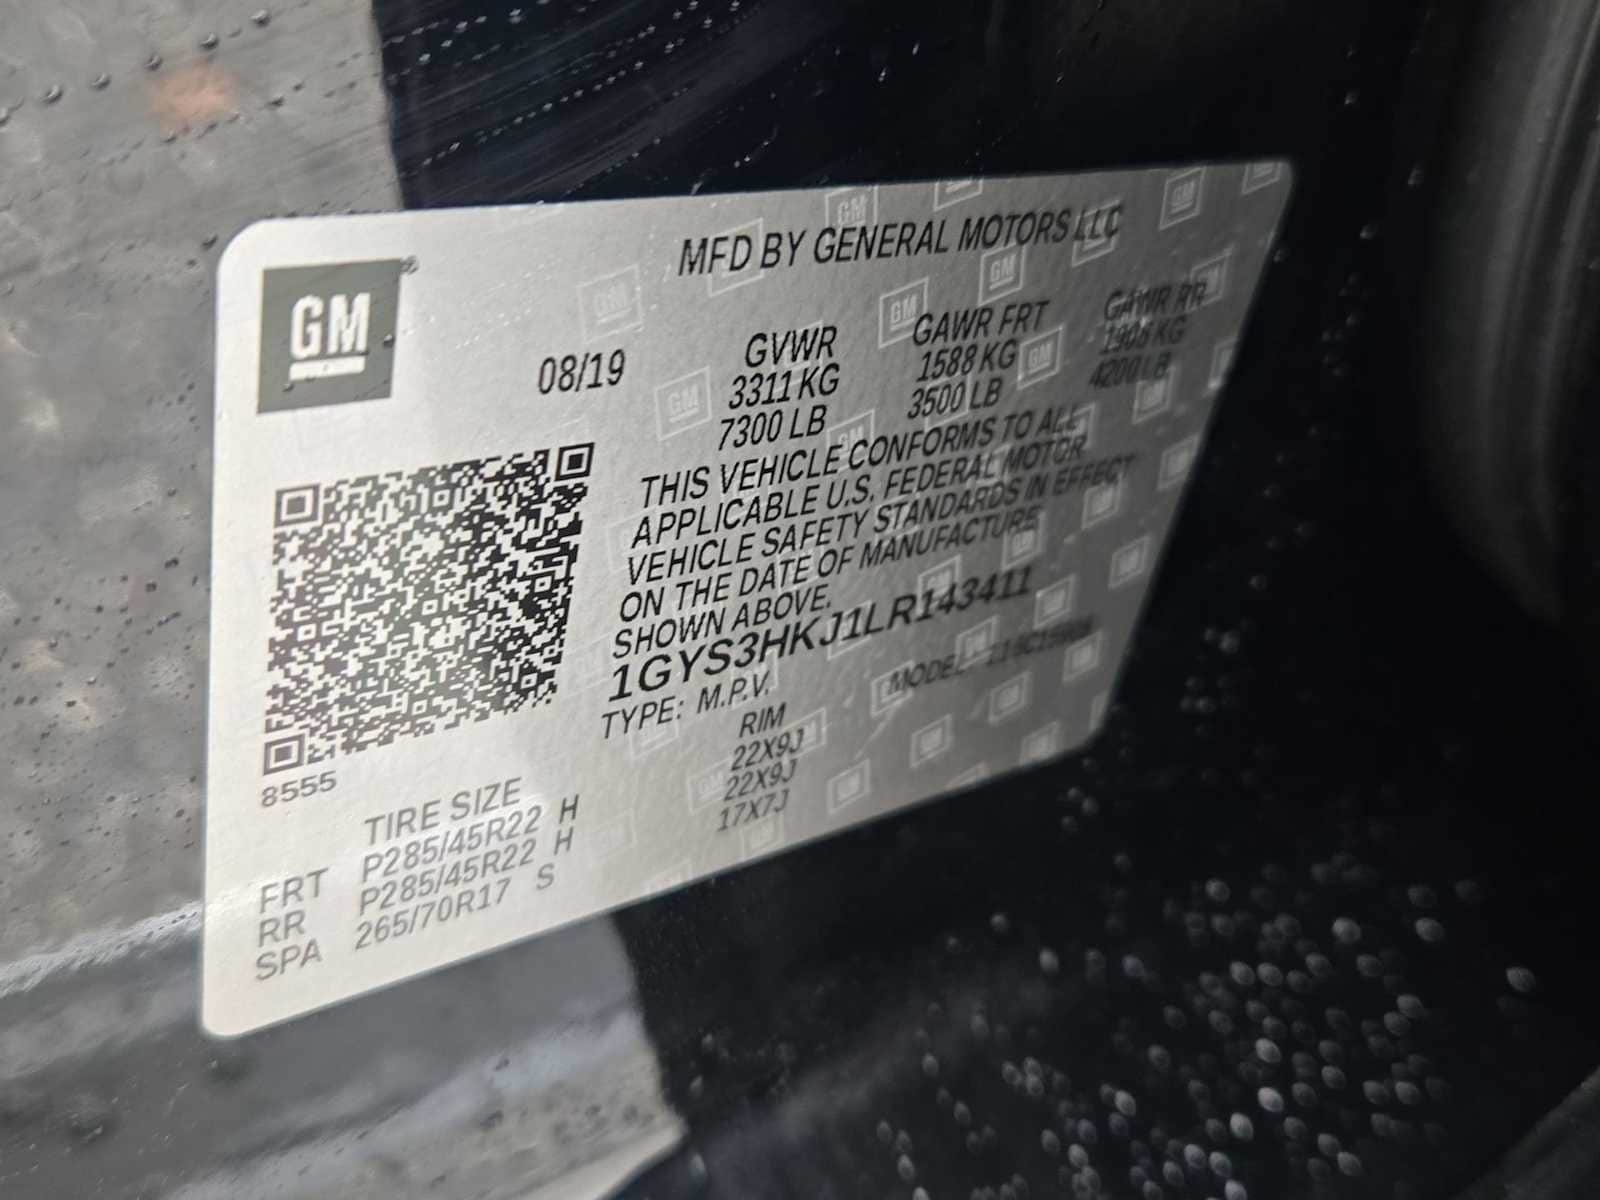 GM
MFD BY GENERAL MOTORS LLC
08/19
GVWR GAWR FRT GAWR RR
3311 KG 1588 KG 1905 KG
7300 LB 3500 LB 4200 LB
THIS VEHICLE CONFORMS TO ALL
APPLICABLE U.S. FEDERAL MOTOR
VEHICLE SAFETY STANDARDS IN EFFECT
ON THE DATE OF MANUFACTURE
SHOWN ABOVE.
1GYS3HKJ1LR143411
TYPE: M.P.V. MODEL:
8555
TIRE SIZE RIM
FRT P285/45R22 H 22X9J
RR P285/45R22 H 22X9J
SPA 265/70R17 S 17X7J